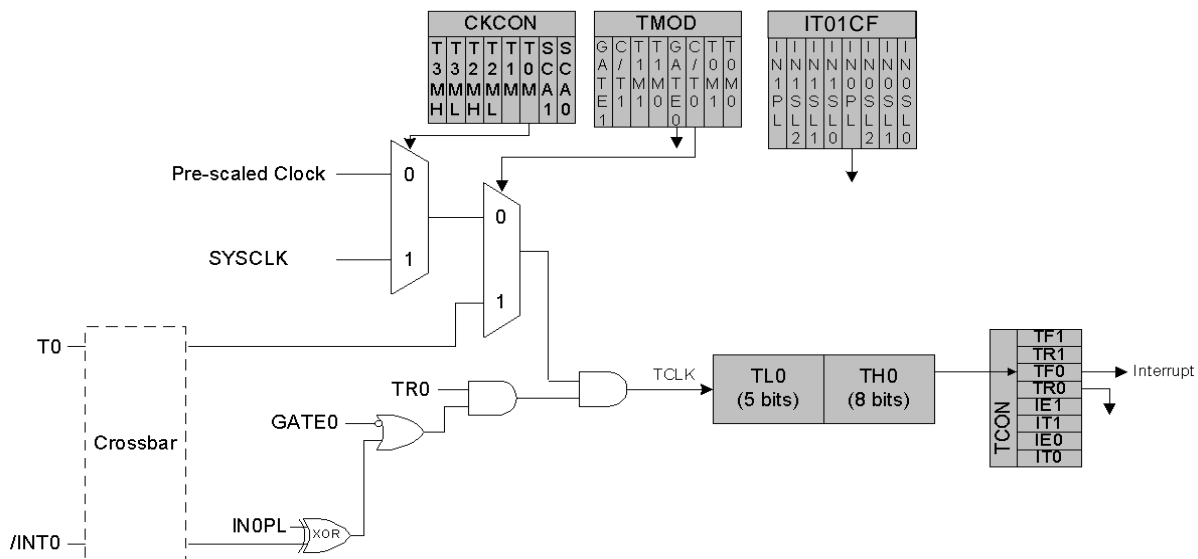 CKCON
TMOD
IT01CF
T3MH
T3ML
T2MH
T2ML
T1M
T0M
SCA1
SCA0
GATE1
C/T1
T1M1
T1M0
GATE0
C/T0
T0M1
T0M0
IN1PL
IN1SL2
IN1SL1
IN1SL0
IN0PL
IN0SL2
IN0SL1
IN0SL0
Pre-scaled Clock
0
0
SYSCLK
1
1
T0
Crossbar
TR0
GATE0
IN0PL
XOR
/INT0
TCLK
TL0
(5 bits)
TH0
(8 bits)
TCON
TF1
TR1
TF0
TR0
IE1
IT1
IE0
IT0
Interrupt